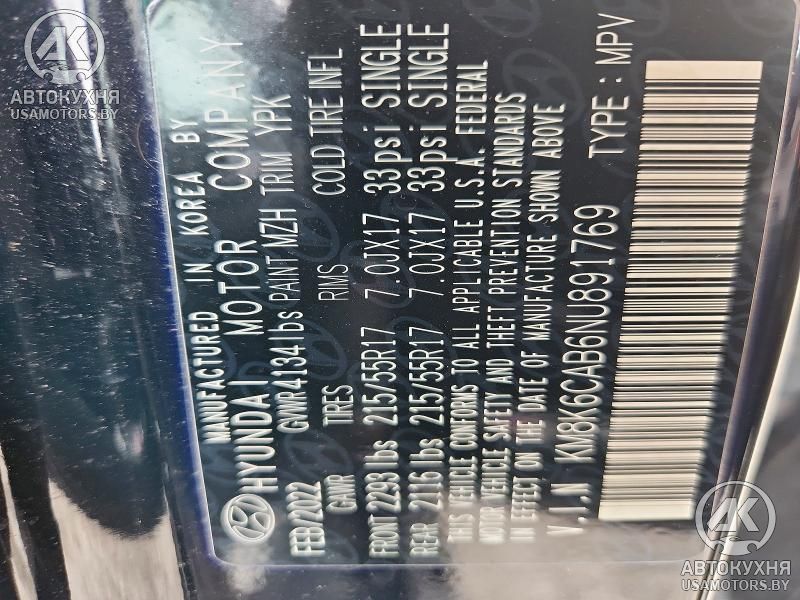 MANUFACTURED IN KOREA BY
HYUNDAI MOTOR COMPANY
FEB/2022 GVWR4134lbs PAINT MZH TRIM YPK
GAWR TIRES RIMS COLD TIRE INFL
FRONT 2293 lbs 215/55R17 7.0JX17, 33psi SINGLE
REAR 2116 lbs 215/55R17 7.0JX17 33psi SINGLE
THIS VEHICLE CONFORMS TO ALL APPLICABLE U.S.A. FEDERAL
MOTOR VEHICLE SAFETY AND THEFT PREVENTION STANDARDS
IN EFFECT ON THE DATE OF MANUFACTURE SHOWN ABOVE
V.I.N KM8K6CAB6NU891769 TYPE : MPV
АК
АВТОКУХНЯ
USAMOTORS.BY
АК
АВТОКУХНЯ
USAMOTORS.BY